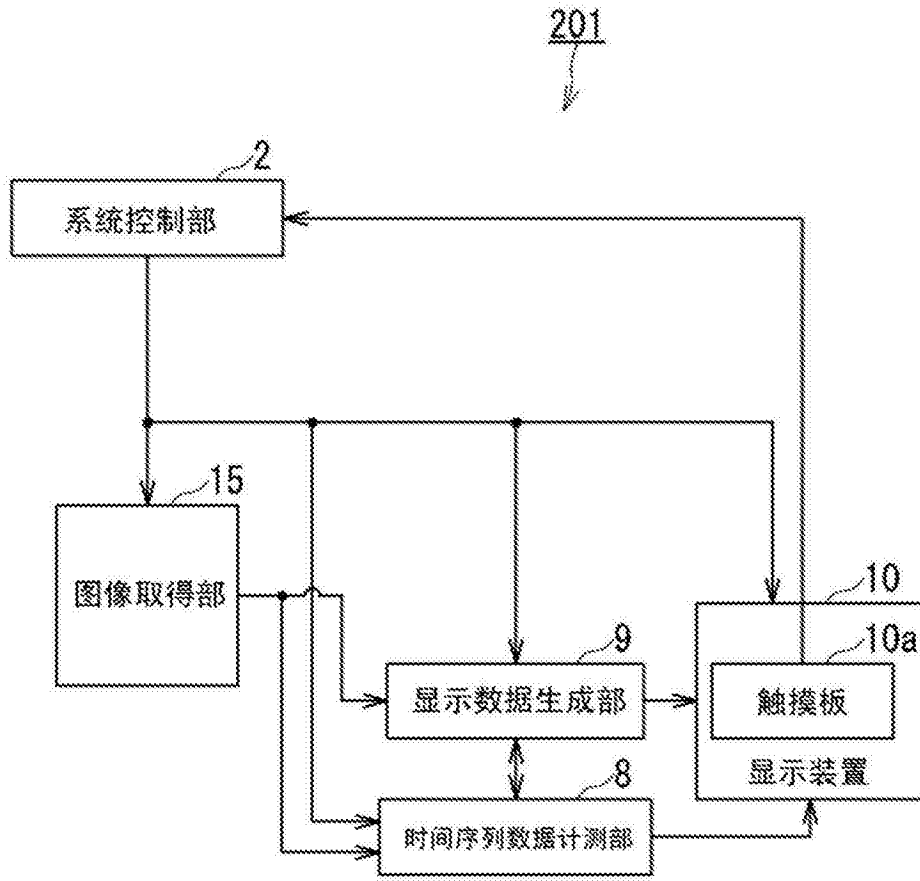 201
2
系统控制部
15
图像取得部
10
9
10a
显示数据生成部
触摸板
显示装置
8
时间序列数据计测部